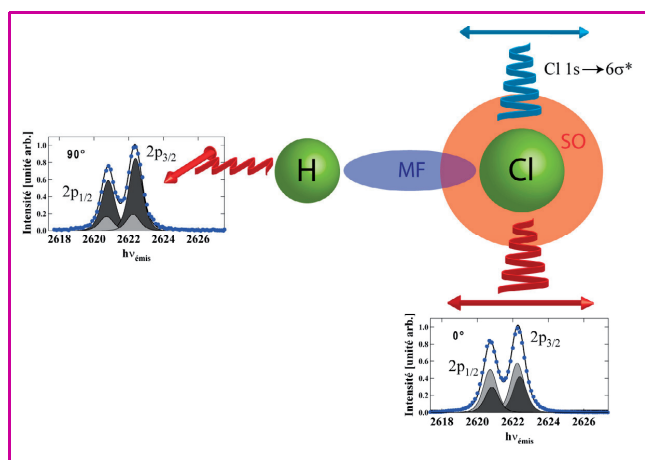 Cl 1s→6σ*
SO
H
MF
Cl
Intensité [unité arb.]
1.0
0.8
0.6
0.4
0.2
0.0
90°
2p3/2
2p1/2
2618 2620 2622 2624 2626
hνémis
Intensité [unité arb.]
1.0
0.8
0.6
0.4
0.2
0.0
0°
2p3/2
2p1/2
2618 2620 2622 2624 2626
hνémis